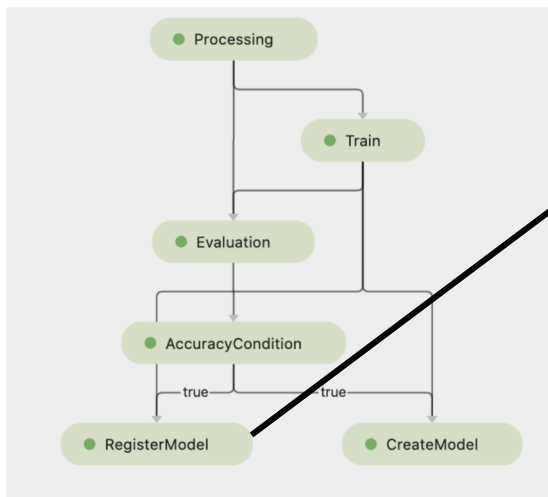 Processing
Train
Evaluation
AccuracyCondition
true
true
RegisterModel
CreateModel